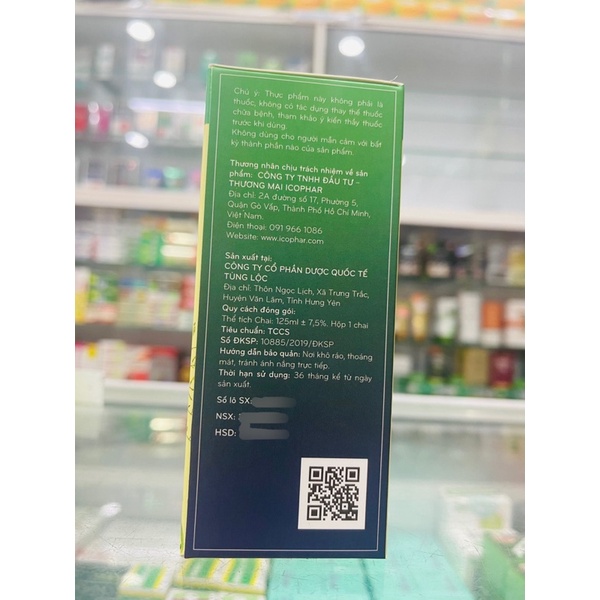 Chú ý: Thực phẩm này không phải là
thuốc, không có tác dụng thay thế thuốc
chữa bệnh, tham khảo ý kiến thầy thuốc
trước khi dùng.
Không dùng cho người mẫn cảm với bất
kỳ thành phần nào của sản phẩm.
Thương nhân chịu trách nhiệm về sản
phẩm: CÔNG TY TNHH ĐẦU TƯ -
THƯƠNG MẠI ICOPHAR
Địa chỉ: 2A đường số 17, Phường 5,
Quận Gò Vấp, Thành Phố Hồ Chí Minh,
Việt Nam.
Điện thoại: 091 966 1086
Website: www.icophar.com
Sản xuất tại:
CÔNG TY CỔ PHẦN DƯỢC QUỐC TẾ
TÙNG LỘC
Địa chỉ: Thôn Ngọc Lịch, Xã Trưng Trắc,
Huyện Văn Lâm, Tỉnh Hưng Yên
Quy cách đóng gói:
Thể tích Chai: 125ml ± 7,5%. Hộp 1 chai
Tiêu chuẩn: TCCS
Số ĐKSP: 10885/2019/ĐKSP
Hướng dẫn bảo quản: Nơi khô ráo, thoáng
mát, tránh ánh nắng trực tiếp.
Thời hạn sử dụng: 36 tháng kể từ ngày
sản xuất.
Số lô SX:
NSX:
HSD: